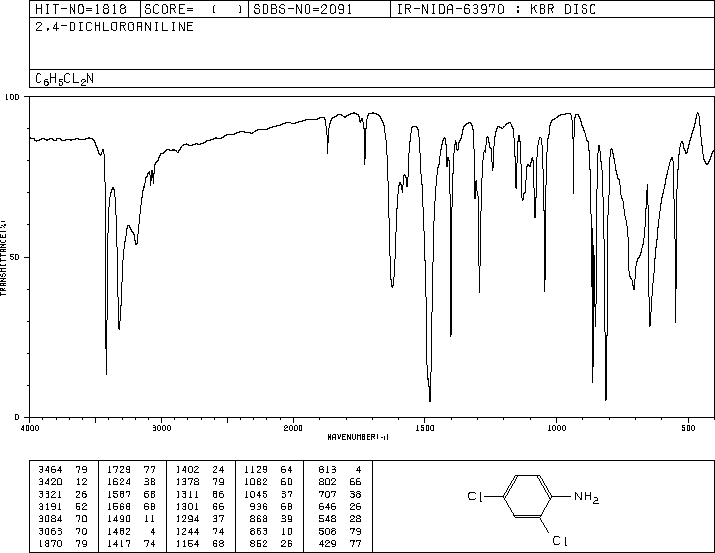 HIT-NO=1818 SCORE= ( ) SDBS-NO=2091 IR-NIDA-63970 : KBR DISC
2,4-DICHLOROANILINE
C6H5CL2N
100
50
0
TRANSMITTANCE(%)
4000 3000 2000 1500 1000 500
WAVENUMBER(-1)
3464 79 1729 77 1402 24 1129 64 813 4
3420 12 1624 38 1378 79 1082 60 802 66
3321 26 1587 68 1311 86 1045 37 707 38
3191 52 1568 68 1301 66 936 68 646 26
3084 70 1490 11 1294 37 868 39 548 28
3063 70 1482 4 1244 74 863 10 508 79
1870 79 1417 74 1154 68 852 26 429 77
Cl NH2
Cl